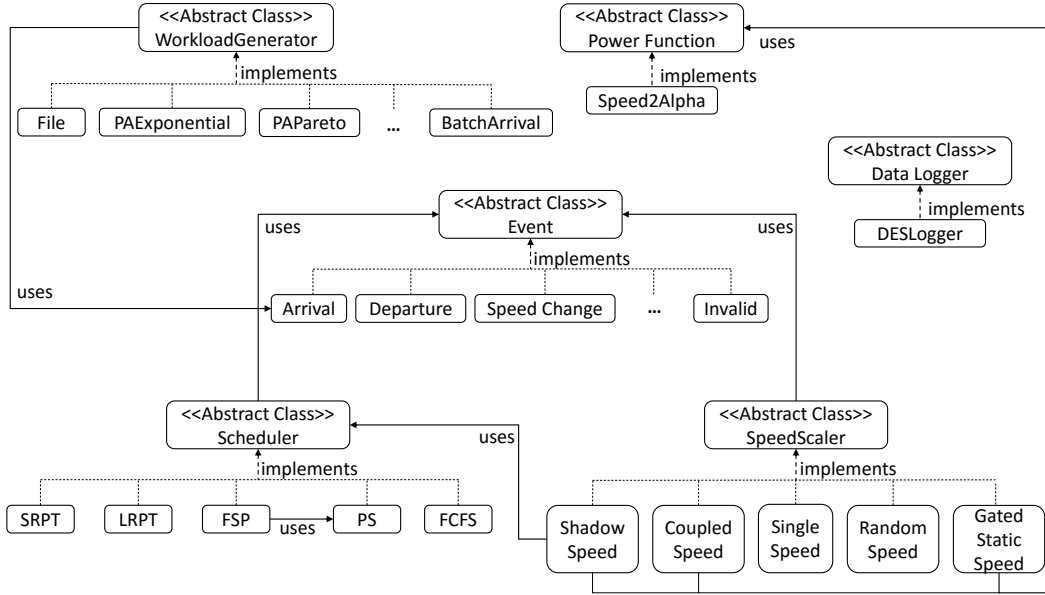 <<Abstract Class>>
WorkloadGenerator
implements
File
PAExponential
PAPareto
...
BatchArrival
<<Abstract Class>>
Power Function
uses
implements
Speed2Alpha
<<Abstract Class>>
Data Logger
implements
DESLogger
<<Abstract Class>>
Event
uses
uses
implements
uses
Arrival
Departure
Speed Change
...
Invalid
<<Abstract Class>>
Scheduler
implements
SRPT
LRPT
FSP
uses
PS
FCFS
uses
<<Abstract Class>>
SpeedScaler
implements
Shadow
Speed
Coupled
Speed
Single
Speed
Random
Speed
Gated
Static
Speed